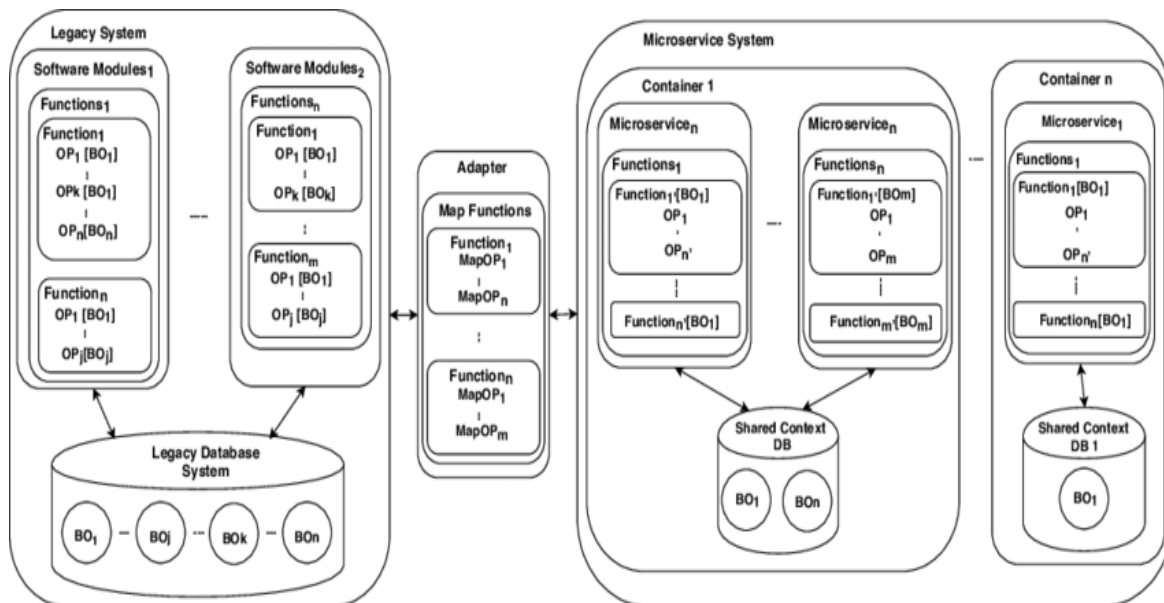 Legacy System
Software Modules1
Functions1
Function1
OP1 [BO1]
OPk [BO1]
OPn[BOn]
Functionn
OP1 [BO1]
OPj[BOj]
.....
Software Modules2
Functionsn
Function1
OP1 [BO1]
OPk[BOk]
Functionm
OP1 [BO1]
OPj [BOj]
Legacy Database
System
BO1 --- BOj --- BOk --- BOn
Adapter
Map Functions
Function1
MapOP1
MapOPn
Functionn
MapOP1
MapOPm
Microservice System
Container 1
Microservicen
Functions1
Function1'[BO1]
OP1
OPn'
Functionn'[BO1]
....
Microservicen
Functionsn
Function1'[BOm]
OP1
OPm
Functionm'[BOm]
Shared Context
DB
BO1 BOn
....
Container n
Microservice1
Functions1
Function1[BO1]
OP1
OPn'
Functionn[BO1]
Shared Context
DB 1
BO1